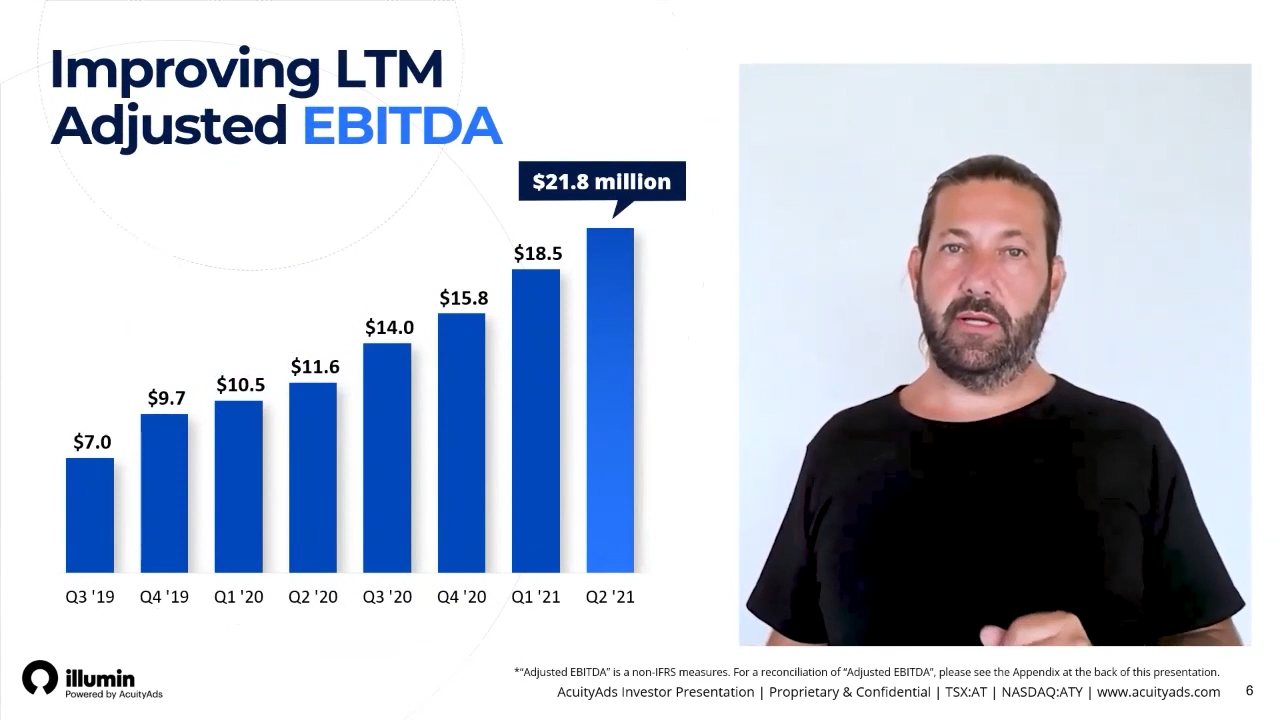 Improving LTM
Adjusted EBITDA
$21.8 million
$18.5
$15.8
$14.0
$11.6
$10.5
$9.7
$7.0
Q3 '19
Q4 '19
Q1 '20
Q2 '20
Q3 '20
Q4 '20
Q1 '21
Q2 '21
illumin
Powered by AcuityAds
*“Adjusted EBITDA” is a non-IFRS measures. For a reconciliation of “Adjusted EBITDA”, please see the Appendix at the back of this presentation.
AcuityAds Investor Presentation | Proprietary & Confidential | TSX:AT | NASDAQ:ATY | www.acuityads.com 6